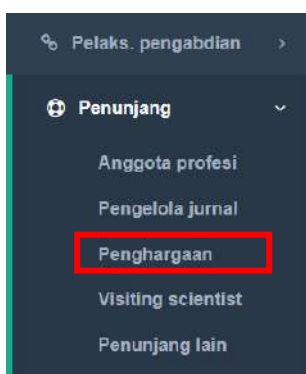 Pelaks. pengabdian
Penunjang
Anggota profesi
Pengelola jurnal
Penghargaan
Visiting scientist
Penunjang lain